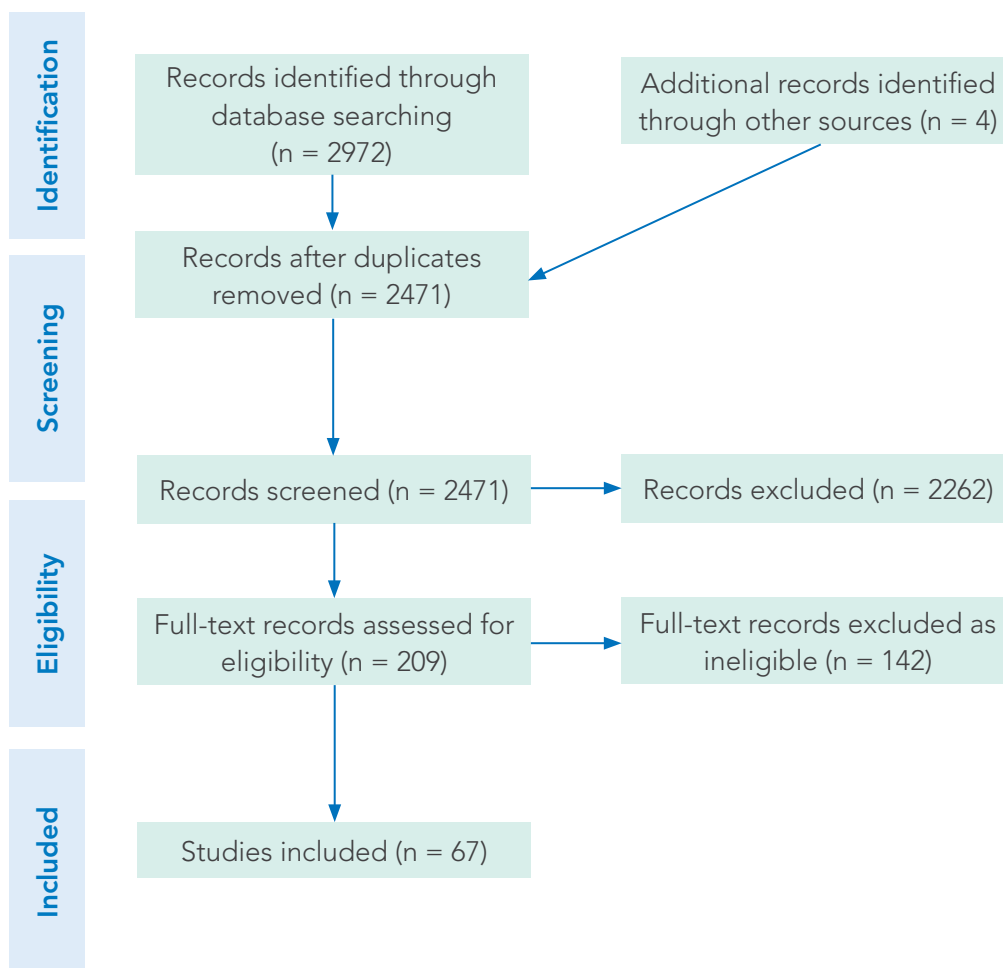 Identification
Records identified through
database searching
(n = 2972)
Additional records identified
through other sources (n = 4)
Screening
Records after duplicates
removed (n = 2471)
Records screened (n = 2471)
Records excluded (n = 2262)
Eligibility
Full-text records assessed for
eligibility (n = 209)
Full-text records excluded as
ineligible (n = 142)
Included
Studies included (n = 67)